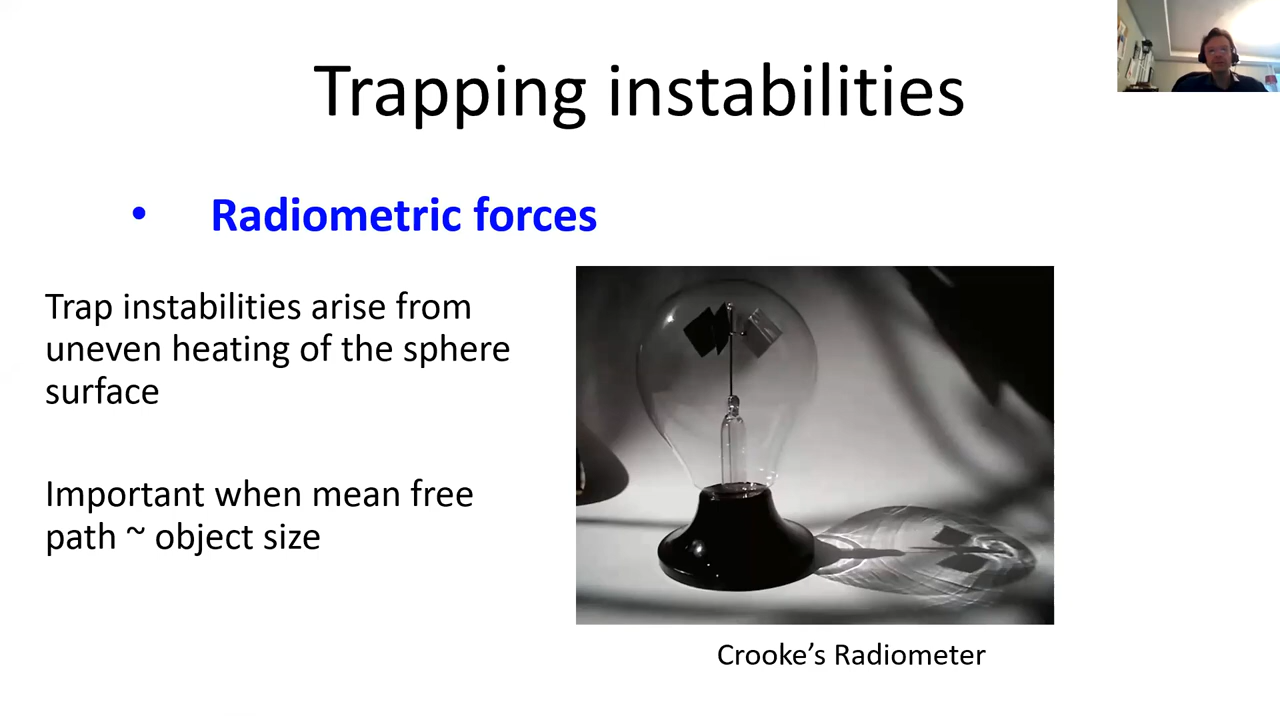 Trapping instabilities
• Radiometric forces
Trap instabilities arise from
uneven heating of the sphere
surface
Important when mean free
path ~ object size
Crooke’s Radiometer